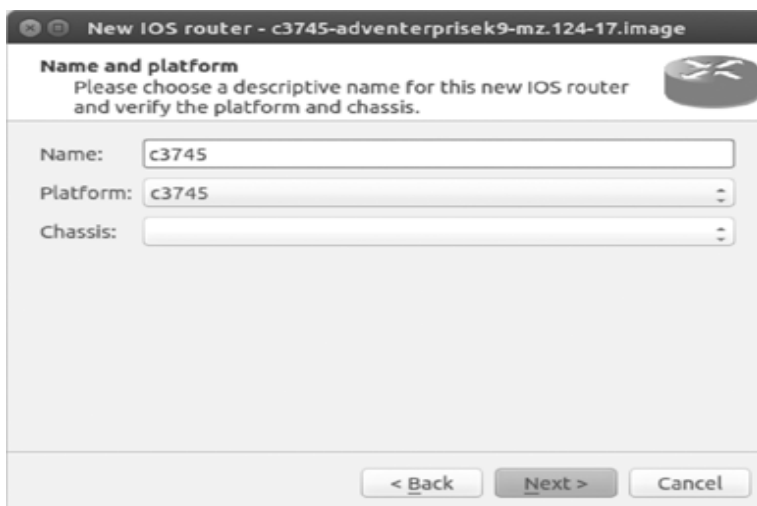 New IOS router - c3745-adventerprisek9-mz.124-17.image
Name and platform
Please choose a descriptive name for this new IOS router
and verify the platform and chassis.
Name: c3745
Platform: c3745
Chassis:
< Back Next > Cancel